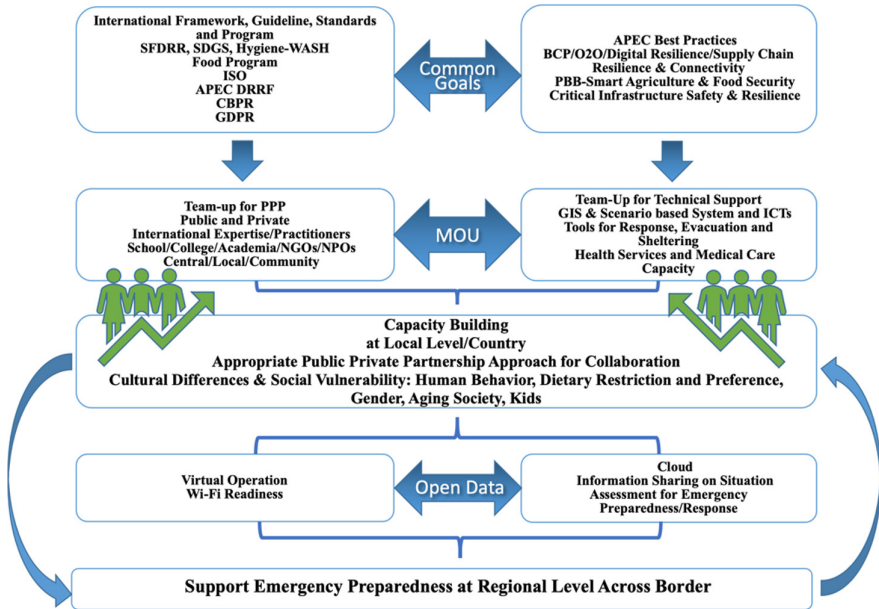 International Framework, Guideline, Standards
and Program
SFDRR, SDGS, Hygiene-WASH
Food Program
ISO
APEC DRRF
CBPR
GDPR
Common
Goals
APEC Best Practices
BCP/O2O/Digital Resilience/Supply Chain
Resilience & Connectivity
PBB-Smart Agriculture & Food Security
Critical Infrastructure Safety & Resilience
Team-up for PPP
Public and Private
International Expertise/Practitioners
School/College/Academia/NGOs/NPOs
Central/Local/Community
MOU
Team-Up for Technical Support
GIS & Scenario based System and ICTs
Tools for Response, Evacuation and
Sheltering
Health Services and Medical Care
Capacity
Capacity Building
at Local Level/Country
Appropriate Public Private Partnership Approach for Collaboration
Cultural Differences & Social Vulnerability: Human Behavior, Dietary Restriction and Preference,
Gender, Aging Society, Kids
Virtual Operation
Wi-Fi Readiness
Open Data
Cloud
Information Sharing on Situation
Assessment for Emergency
Preparedness/Response
Support Emergency Preparedness at Regional Level Across Border